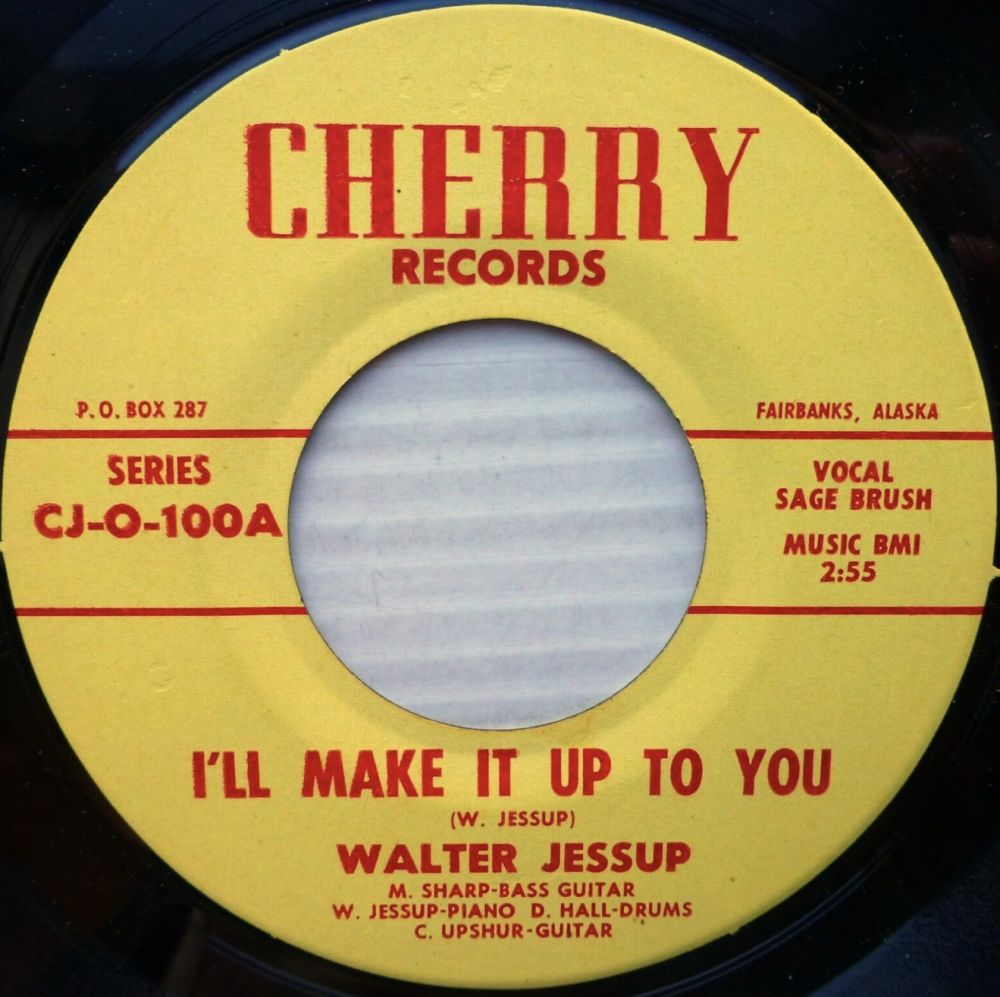 CHERRY
RECORDS
P.O. BOX 287
FAIRBANKS, ALASKA
SERIES
CJ-O-100A
VOCAL
SAGE BRUSH
MUSIC BMI
2:55
I'LL MAKE IT UP TO YOU
(W. JESSUP)
WALTER JESSUP
M. SHARP-BASS GUITAR
W. JESSUP-PIANO D. HALL-DRUMS
C. UPSHUR-GUITAR